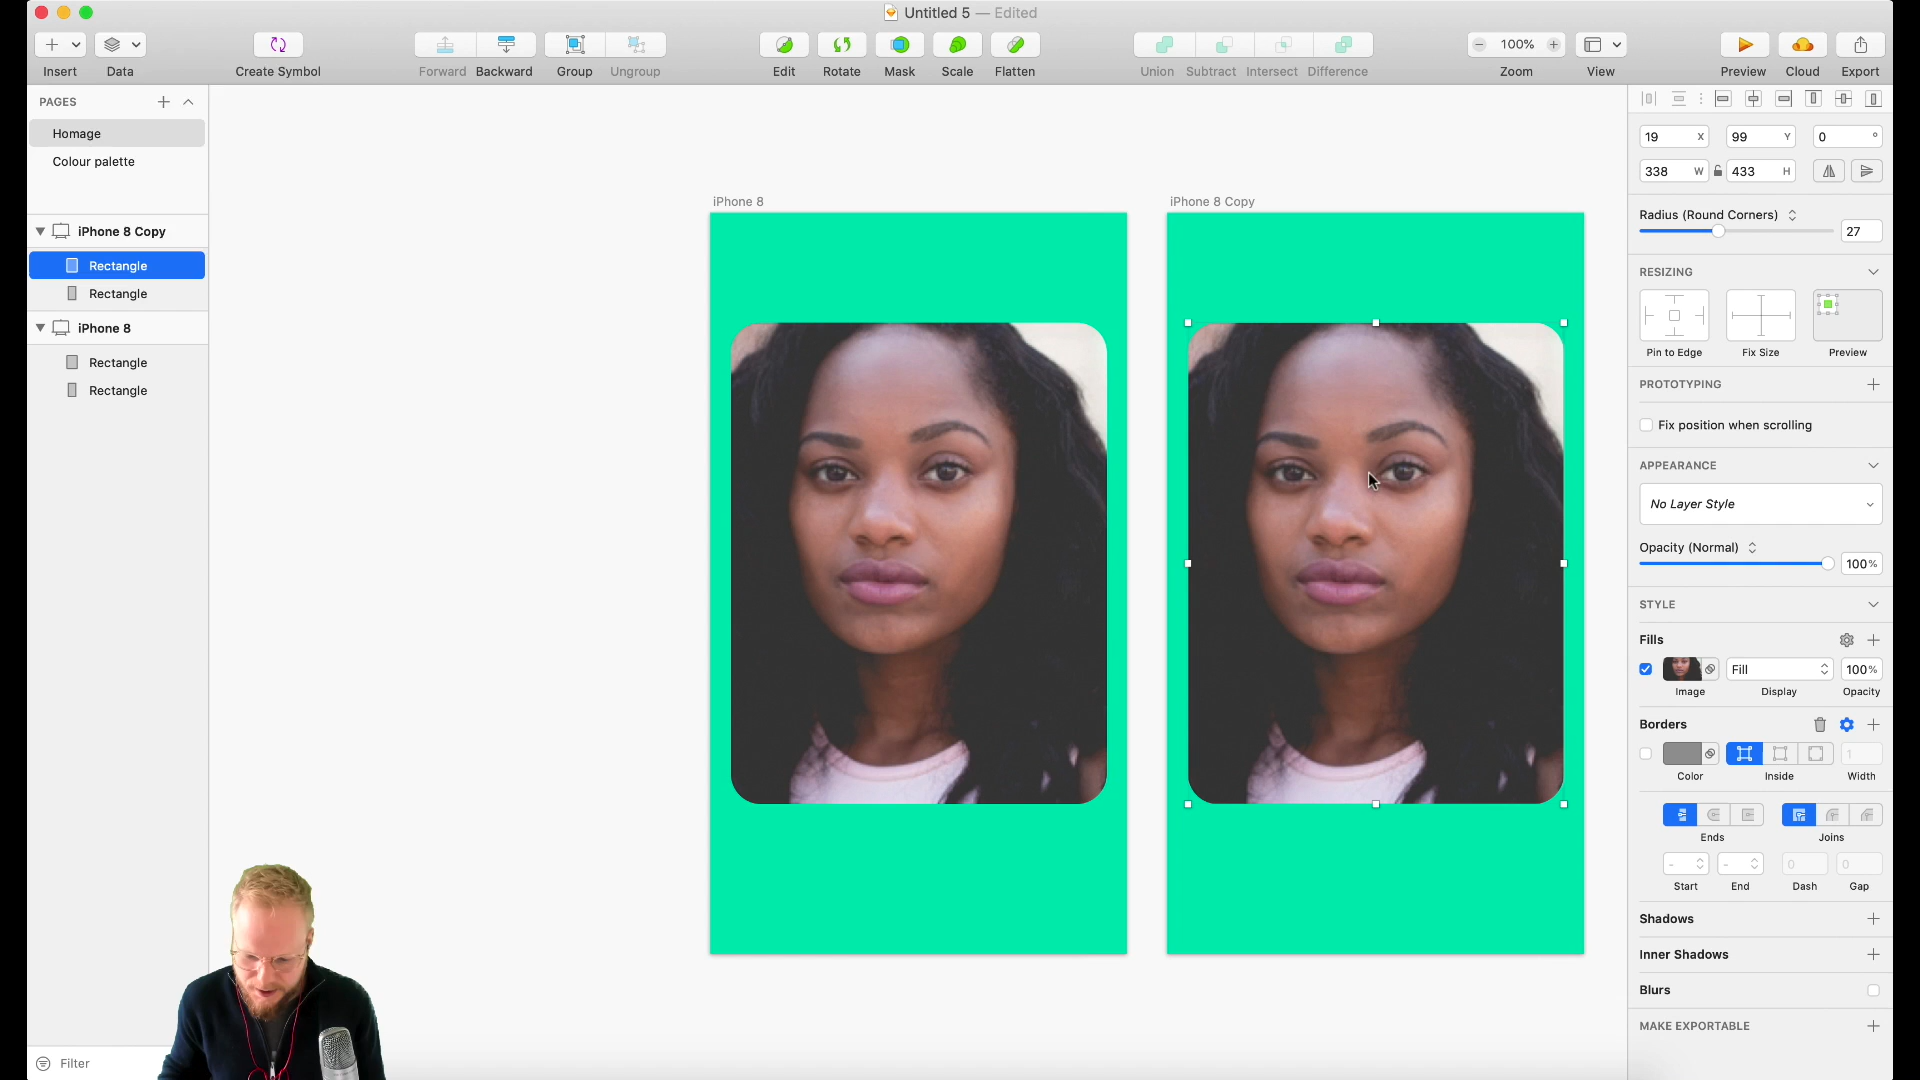 Untitled 5 — Edited
Insert
Data
Create Symbol
Forward
Backward
Group
Ungroup
Edit
Rotate
Mask
Scale
Flatten
Union
Subtract
Intersect
Difference
100%
Zoom
View
Preview
Cloud
Export
PAGES
Homage
Colour palette
iPhone 8 Copy
Rectangle
Rectangle
iPhone 8
Rectangle
Rectangle
Filter
iPhone 8
iPhone 8 Copy
19 X
99 Y
0 °
338 W
433 H
Radius (Round Corners)
27
RESIZING
Pin to Edge
Fix Size
Preview
PROTOTYPING
Fix position when scrolling
APPEARANCE
No Layer Style
Opacity (Normal)
100%
STYLE
Fills
Fill
100%
Image
Display
Opacity
Borders
1
Color
Inside
Width
Ends
Joins
-
-
0
0
Start
End
Dash
Gap
Shadows
Inner Shadows
Blurs
MAKE EXPORTABLE